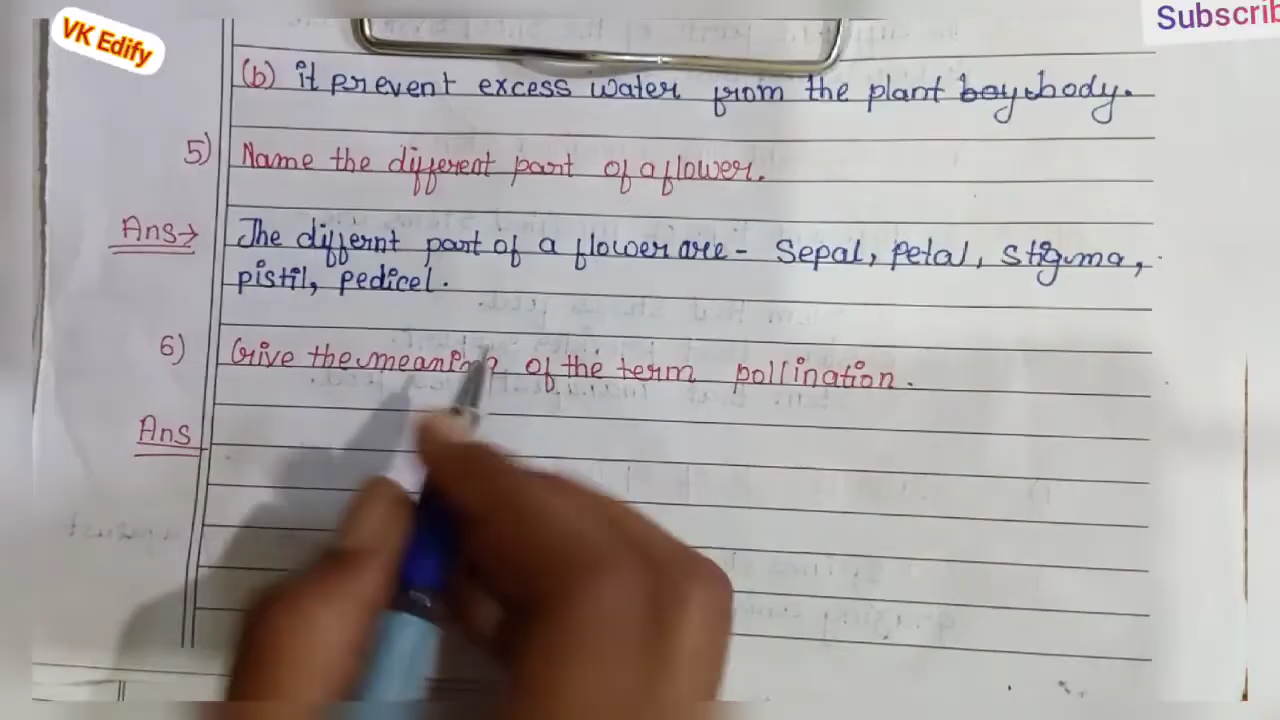 VK Edify
Subscrib
(b) it prevent excess water from the plant boy body.
5) Name the different part of a flower.
Ans→ The differnt part of a flower are - Sepal, petal, stigma,
pistil, pedicel.
6) Give the meaning of the term pollination.
Ans